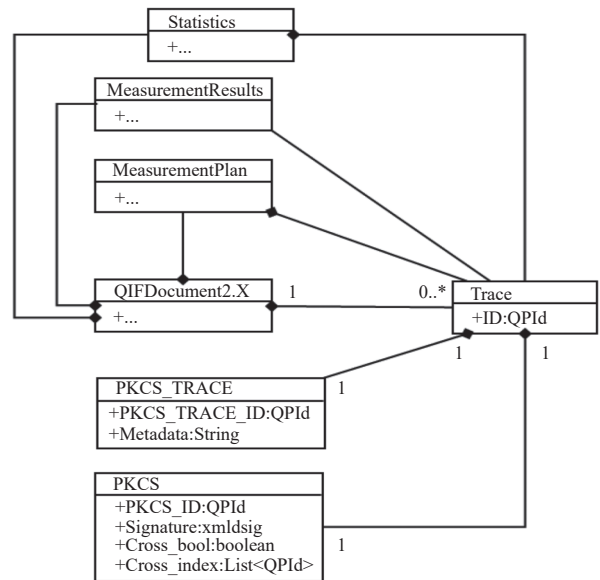 Statistics
+...
MeasurementResults
+...
MeasurementPlan
+...
QIFDocument2.X
+...
1
0..*
Trace
+ID:QPId
1
1
PKCS_TRACE
1
+PKCS_TRACE_ID:QPId
+Metadata:String
PKCS
+PKCS_ID:QPId
+Signature:xmldsig
+Cross_bool:boolean
+Cross_index:List<QPId>
1